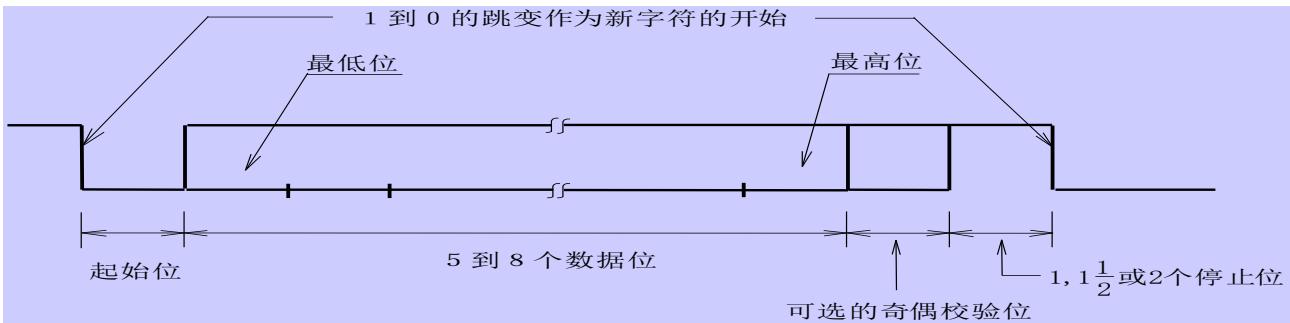 1到0的跳变作为新字符的开始
最低位
最高位
起始位
5到8个数据位
1,1½或2个停止位
可选的奇偶校验位